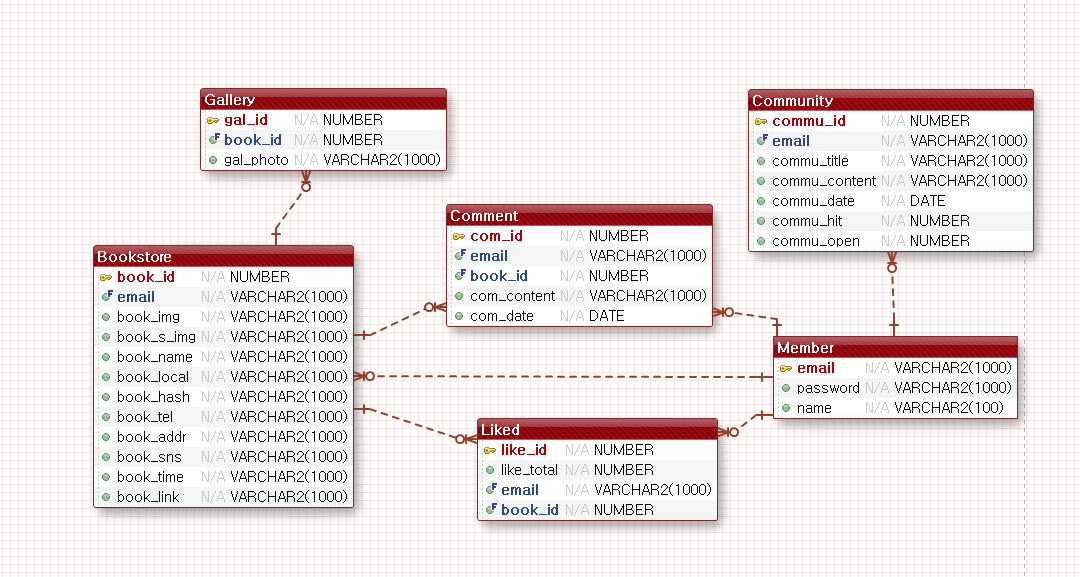 Gallery
gal_id N/A NUMBER
book_id N/A NUMBER
gal_photo N/A VARCHAR2(1000)
Community
commu_id N/A NUMBER
email N/A VARCHAR2(1000)
commu_title N/A VARCHAR2(1000)
commu_content N/A VARCHAR2(1000)
commu_date N/A DATE
commu_hit N/A NUMBER
commu_open N/A NUMBER
Comment
com_id N/A NUMBER
email N/A VARCHAR2(1000)
book_id N/A NUMBER
com_content N/A VARCHAR2(1000)
com_date N/A DATE
Bookstore
book_id N/A NUMBER
email N/A VARCHAR2(1000)
book_img N/A VARCHAR2(1000)
book_s_img N/A VARCHAR2(1000)
book_name N/A VARCHAR2(1000)
book_local N/A VARCHAR2(1000)
book_hash N/A VARCHAR2(1000)
book_tel N/A VARCHAR2(1000)
book_addr N/A VARCHAR2(1000)
book_sns N/A VARCHAR2(1000)
book_time N/A VARCHAR2(1000)
book_link N/A VARCHAR2(1000)
Member
email N/A VARCHAR2(1000)
password N/A VARCHAR2(1000)
name N/A VARCHAR2(100)
Liked
like_id N/A NUMBER
like_total N/A NUMBER
email N/A VARCHAR2(1000)
book_id N/A NUMBER